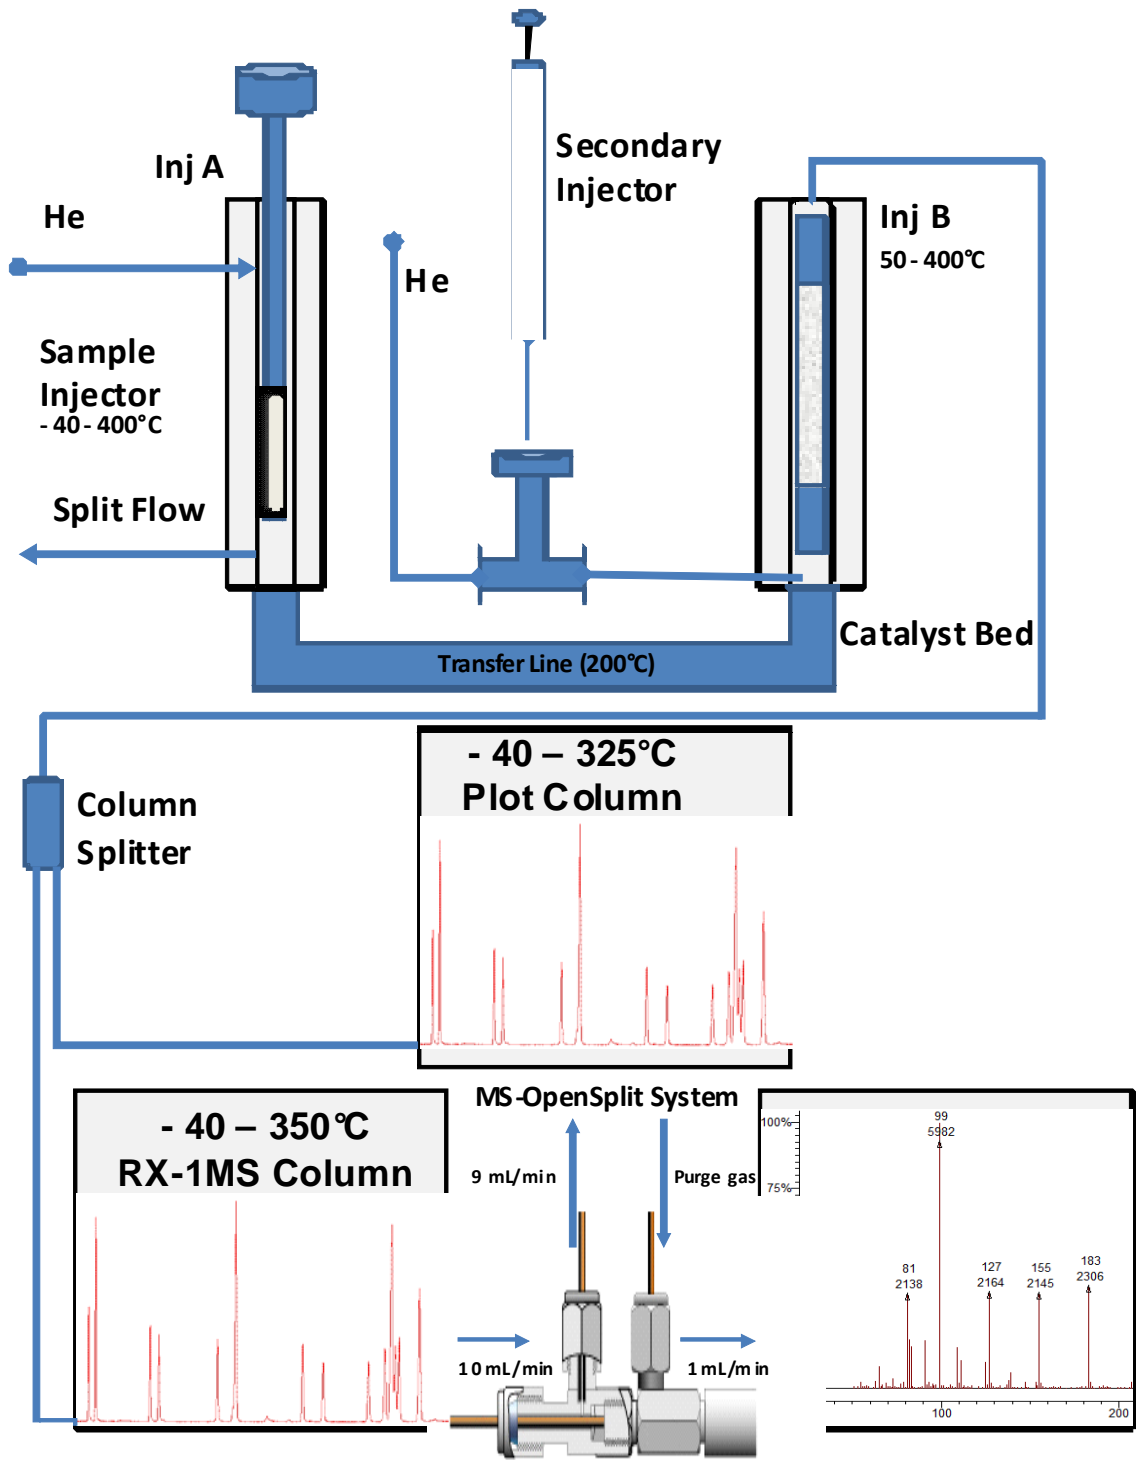 Inj A
Secondary
Injector
He
He
Inj B
50 - 400°C
Sample
Injector
- 40 - 400°C
Split Flow
Catalyst Bed
Transfer Line (200°C)
Column
Splitter
- 40 – 325°C
Plot Column
MS-OpenSplit System
- 40 – 350°C
RX-1MS Column
9 mL/min
Purge gas
10 mL/min
1 mL/min
100%
75%
99
5982
81
2138
127
2164
155
2145
183
2306
100
200